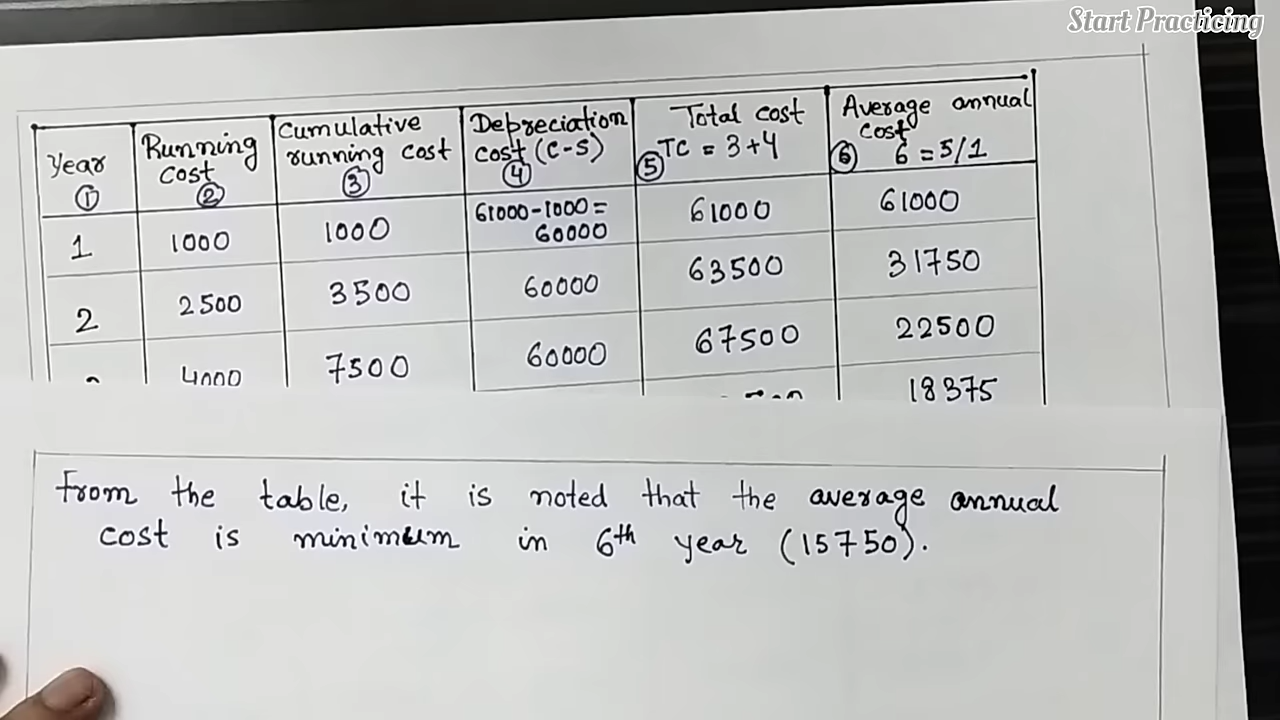 Start Practicing
Year
①
Running
cost
②
Cumulative
running cost
③
Depreciation
cost (C-S)
④
Total cost
⑤ TC = 3+4
Average annual
cost
⑥ 6 = 5/1
1 1000 1000 61000-1000=
60000 61000 61000
2 2500 3500 60000 63500 31750
4000 7500 60000 67500 22500
18375
From the table, it is noted that the average annual
cost is minimum in 6th year (15750).